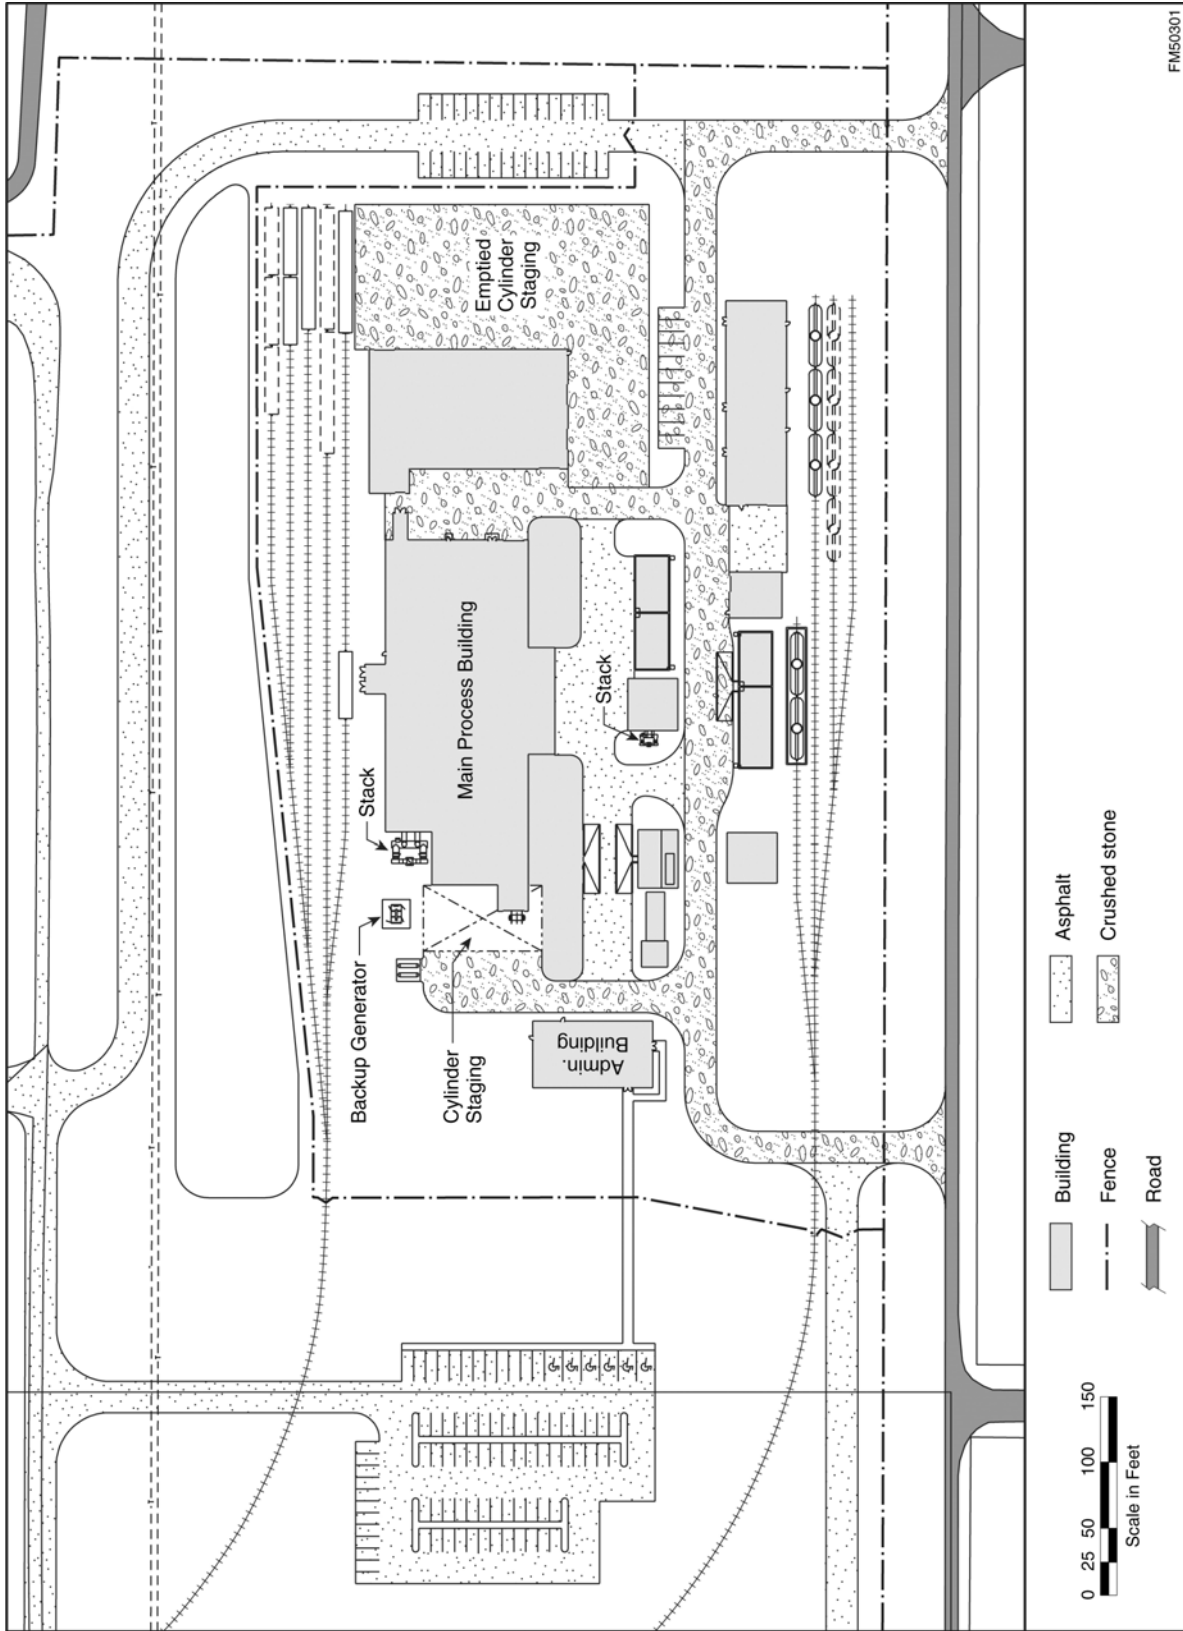 Emptied
Cylinder
Staging
Main Process Building
Stack
Stack
Backup Generator
Cylinder
Staging
Admin.
Building
0 25 50 100 150
Scale in Feet
Building
Fence
Road
Asphalt
Crushed stone
FM50301